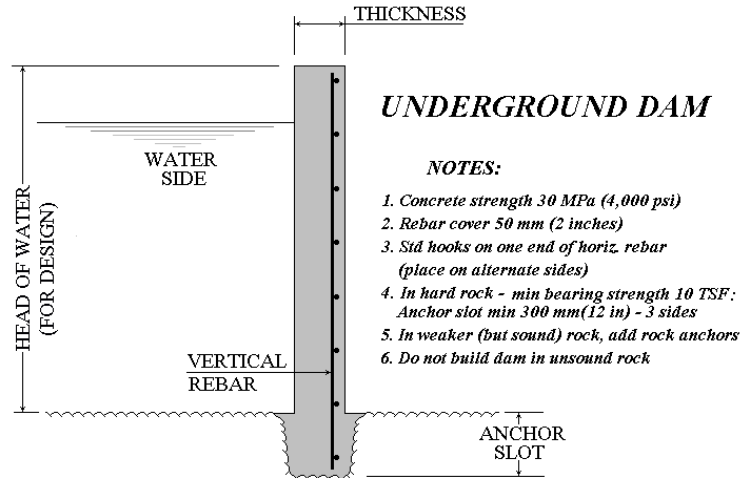 THICKNESS
UNDERGROUND DAM
WATER
SIDE
HEAD OF WATER
(FOR DESIGN)
NOTES:
1. Concrete strength 30 MPa (4,000 psi)
2. Rebar cover 50 mm (2 inches)
3. Std hooks on one end of horiz. rebar
(place on alternate sides)
4. In hard rock - min bearing strength 10 TSF:
Anchor slot min 300 mm(12 in) - 3 sides
5. In weaker (but sound) rock, add rock anchors
6. Do not build dam in unsound rock
VERTICAL
REBAR
ANCHOR
SLOT